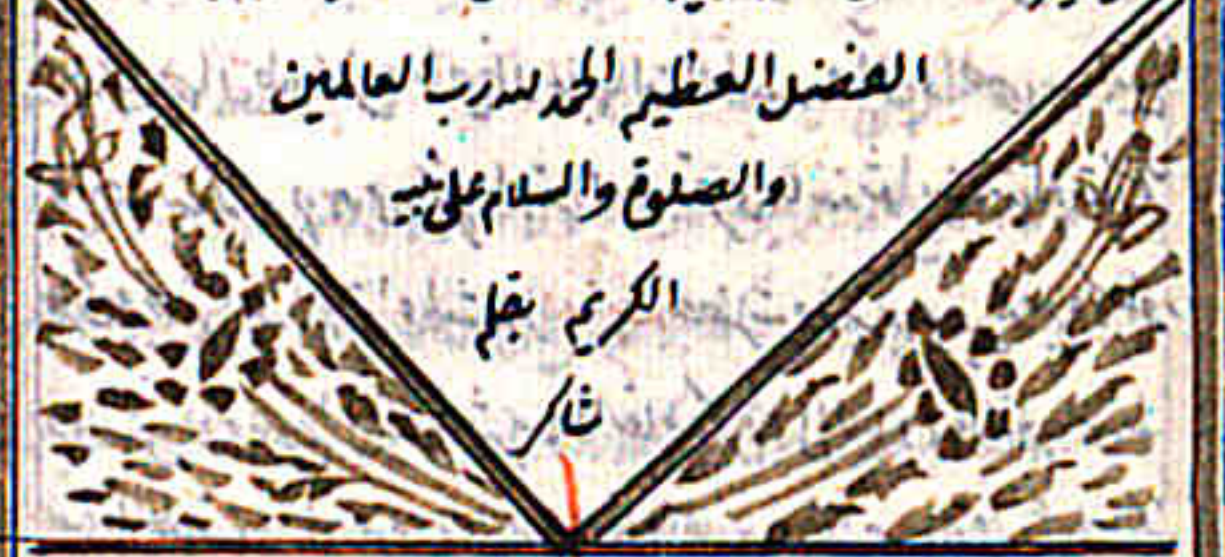 الفضل العظيم الحمد لله رب العالمين
والصلوة والسلام على نبيه
الكريم بقلم
شاكر